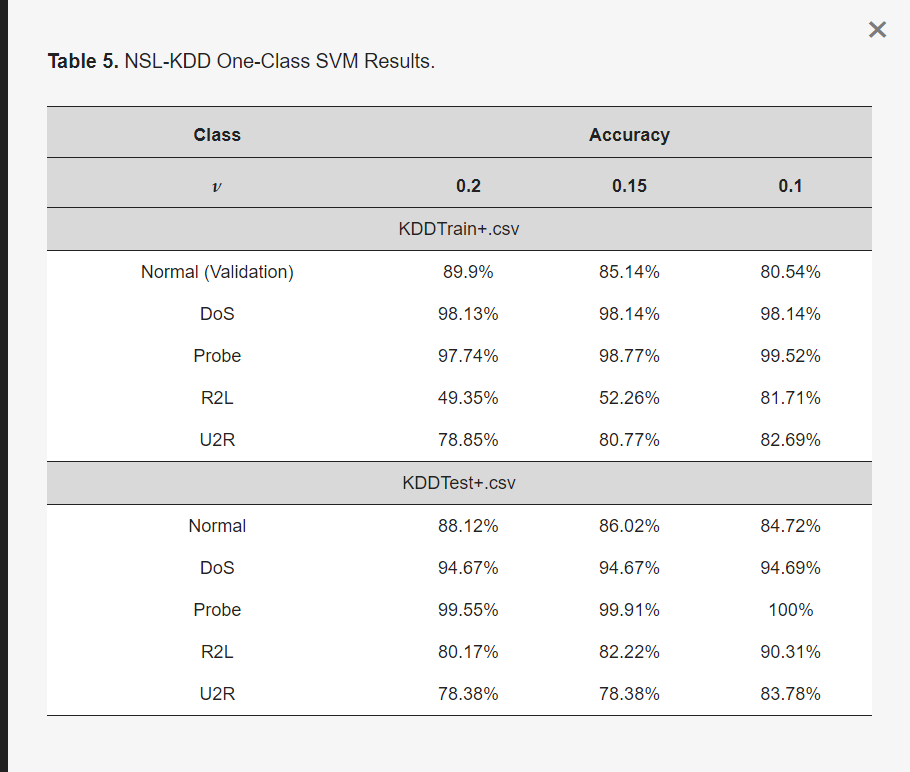 Table 5. NSL-KDD One-Class SVM Results.
Class Accuracy
ν 0.2 0.15 0.1
KDDTrain+.csv
Normal (Validation) 89.9% 85.14% 80.54%
DoS 98.13% 98.14% 98.14%
Probe 97.74% 98.77% 99.52%
R2L 49.35% 52.26% 81.71%
U2R 78.85% 80.77% 82.69%
KDDTest+.csv
Normal 88.12% 86.02% 84.72%
DoS 94.67% 94.67% 94.69%
Probe 99.55% 99.91% 100%
R2L 80.17% 82.22% 90.31%
U2R 78.38% 78.38% 83.78%